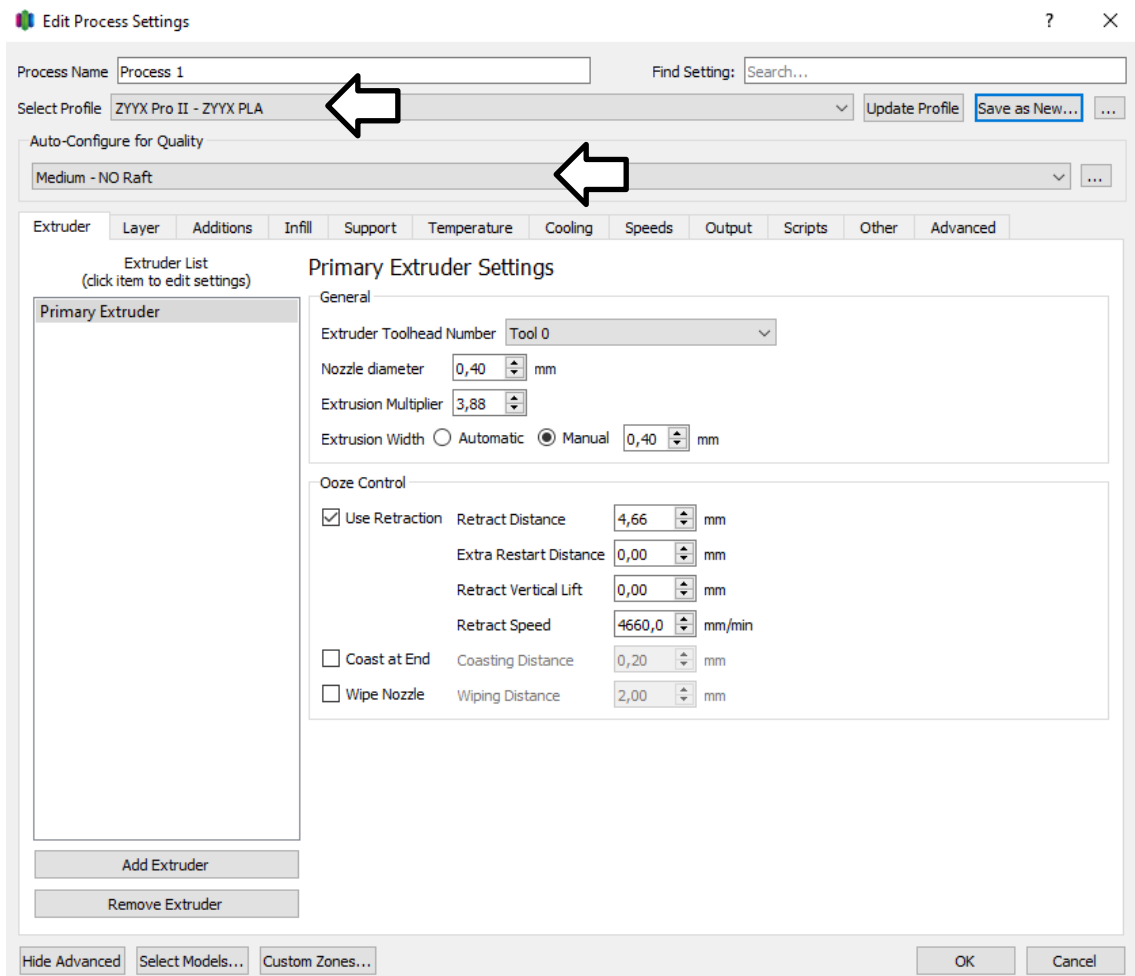 Edit Process Settings ? ×
Process Name Process 1 Find Setting: Search...
Select Profile ZYYX Pro II - ZYYX PLA Update Profile Save as New... ...
Auto-Configure for Quality
Medium - NO Raft ...
Extruder Layer Additions Infill Support Temperature Cooling Speeds Output Scripts Other Advanced
Extruder List
(click item to edit settings)
Primary Extruder
Add Extruder
Remove Extruder
Primary Extruder Settings
General
Extruder Toolhead Number Tool 0
Nozzle diameter 0,40 mm
Extrusion Multiplier 3,88
Extrusion Width Automatic Manual 0,40 mm
Ooze Control
Use Retraction Retract Distance 4,66 mm
Extra Restart Distance 0,00 mm
Retract Vertical Lift 0,00 mm
Retract Speed 4660,0 mm/min
Coast at End Coasting Distance 0,20 mm
Wipe Nozzle Wiping Distance 2,00 mm
Hide Advanced Select Models... Custom Zones... OK Cancel